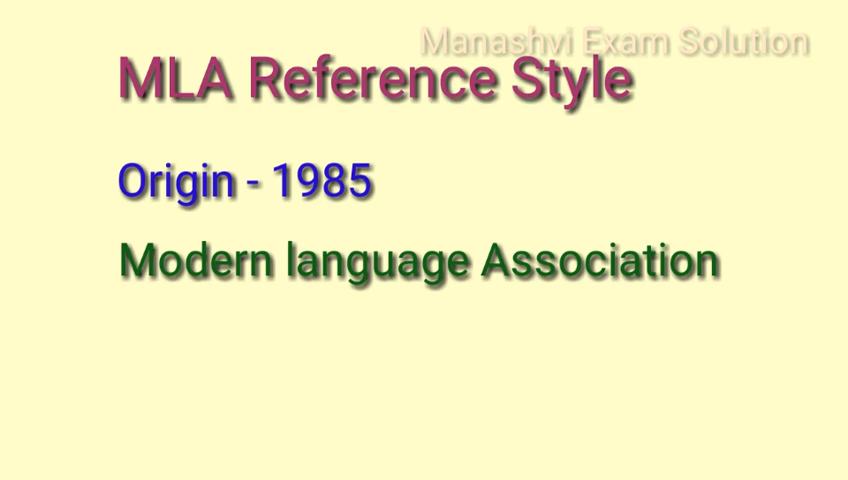 Manashvi Exam Solution
MLA Reference Style
Origin - 1985
Modern language Association